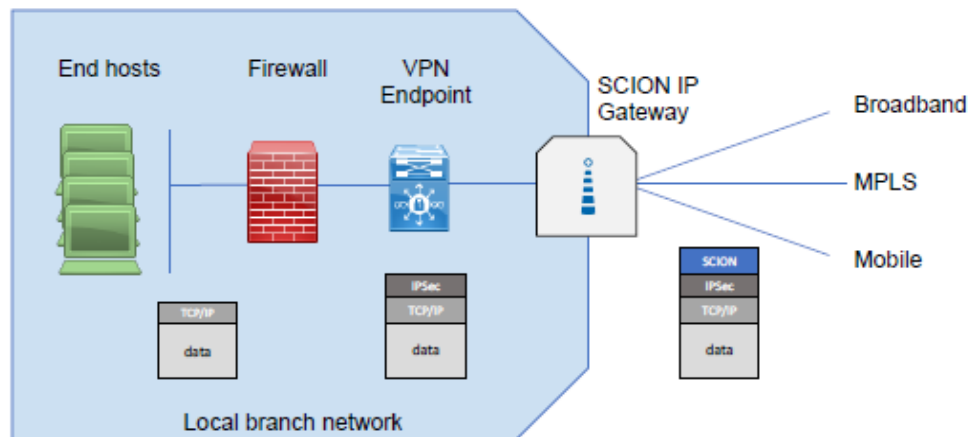 End hosts
Firewall
VPN
Endpoint
SCION IP
Gateway
Broadband
MPLS
Mobile
TCP/IP
data
IPSec
TCP/IP
data
SCION
IPSec
TCP/IP
data
Local branch network